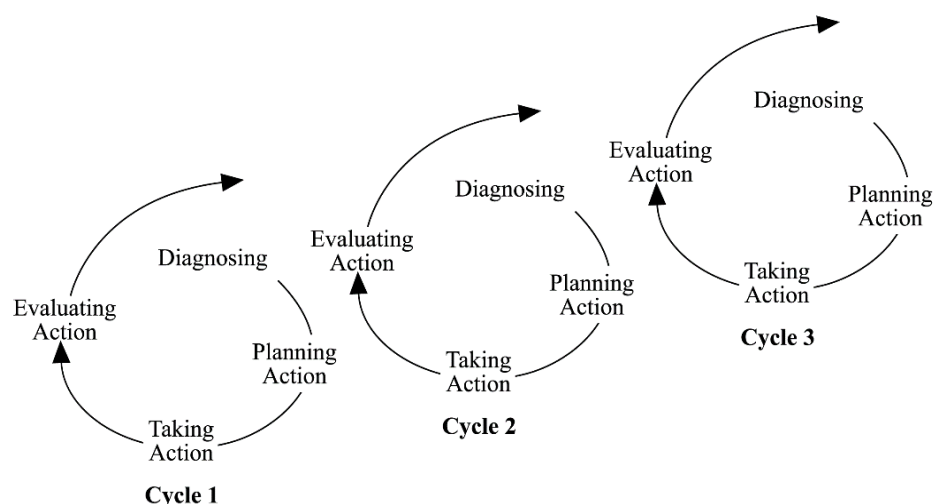 Diagnosing
Planning
Action
Taking
Action
Evaluating
Action
Cycle 1
Diagnosing
Planning
Action
Taking
Action
Evaluating
Action
Cycle 2
Diagnosing
Planning
Action
Taking
Action
Evaluating
Action
Cycle 3